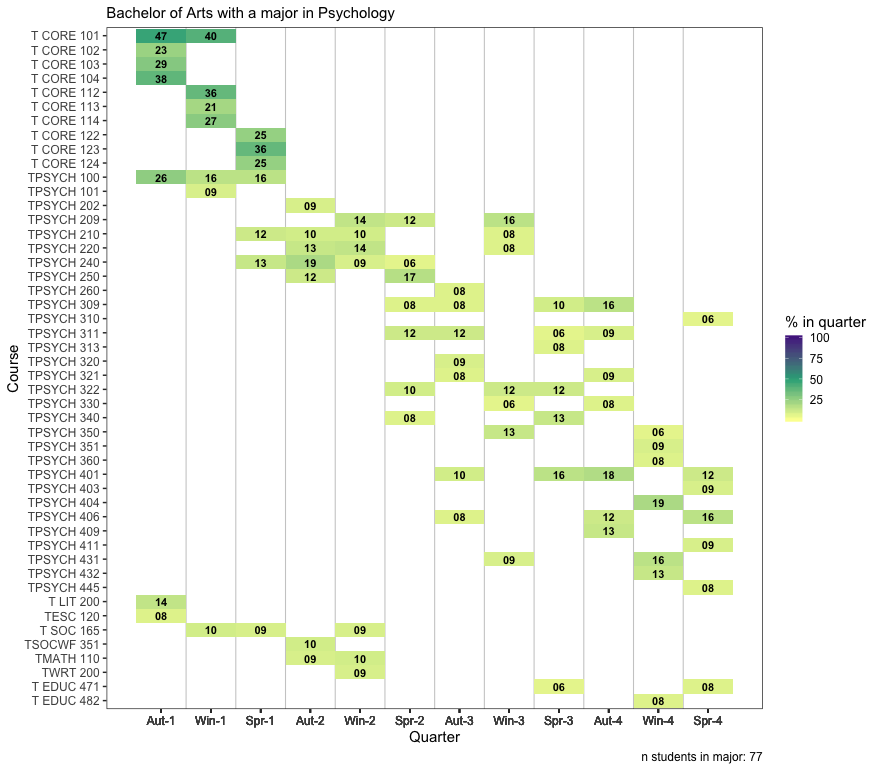 Bachelor of Arts with a major in Psychology
T CORE 101 47 40
T CORE 102 23
T CORE 103 29
T CORE 104 38
T CORE 112 36
T CORE 113 21
T CORE 114 27
T CORE 122 25
T CORE 123 36
T CORE 124 25
TPSYCH 100 26 16 16
TPSYCH 101 09
TPSYCH 202 09
TPSYCH 209 14 12 16
TPSYCH 210 12 10 10 08
TPSYCH 220 13 14 08
TPSYCH 240 13 19 09 06
TPSYCH 250 12 17
TPSYCH 260 08
TPSYCH 309 08 08 10 16
TPSYCH 310 06
TPSYCH 311 12 12 06 09
TPSYCH 313 08
TPSYCH 320 09
TPSYCH 321 08 09
TPSYCH 322 10 12 12
TPSYCH 330 06 08
TPSYCH 340 08 13
TPSYCH 350 13 06
TPSYCH 351 09
TPSYCH 360 08
TPSYCH 401 10 16 18 12
TPSYCH 403 09
TPSYCH 404 19
TPSYCH 406 08 12 16
TPSYCH 409 13
TPSYCH 411 09
TPSYCH 431 09 16
TPSYCH 432 13
TPSYCH 445 08
T LIT 200 14
TESC 120 08
T SOC 165 10 09 09
TSOCWF 351 10
TMATH 110 09 10
TWRT 200 09
T EDUC 471 06 08
T EDUC 482 08
Aut-1 Win-1 Spr-1 Aut-2 Win-2 Spr-2 Aut-3 Win-3 Spr-3 Aut-4 Win-4 Spr-4
Quarter
Course
% in quarter
100
75
50
25
n students in major: 77